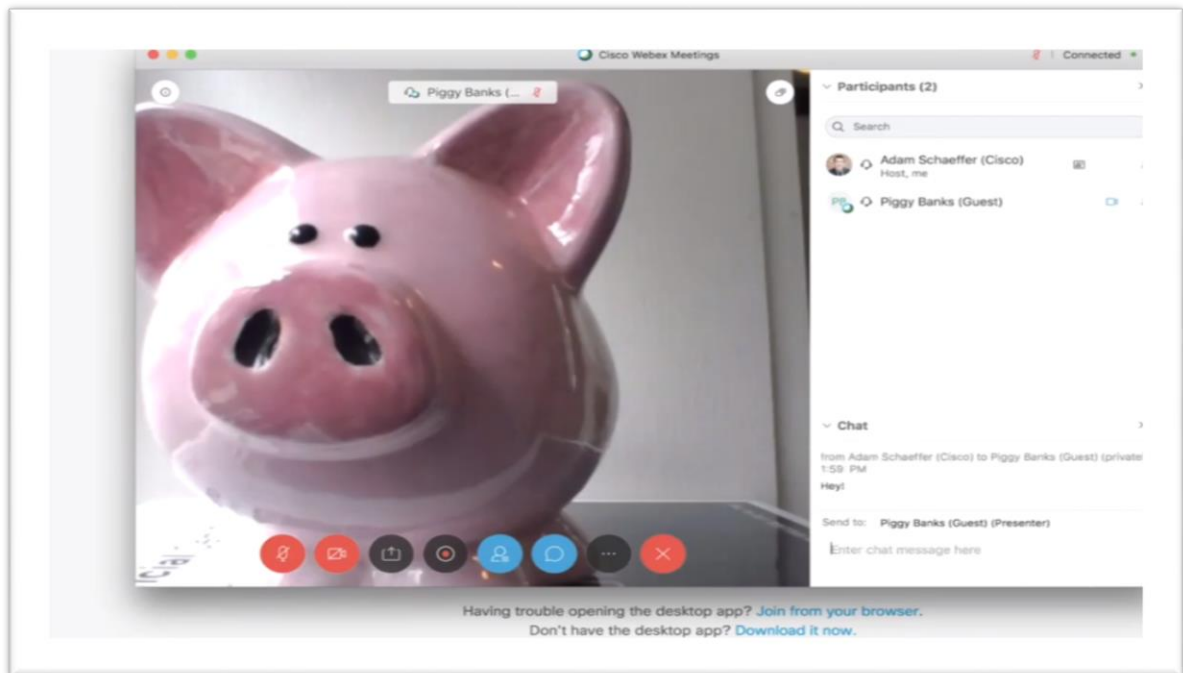 Cisco Webex Meetings
Connected
Piggy Banks (...
Participants (2)
Search
Adam Schaeffer (Cisco)
Host, me
PB
Piggy Banks (Guest)
Chat
from Adam Schaeffer (Cisco) to Piggy Banks (Guest) (private
1:59 PM
Hey!
Send to: Piggy Banks (Guest) (Presenter)
Enter chat message here
Having trouble opening the desktop app? Join from your browser.
Don't have the desktop app? Download it now.